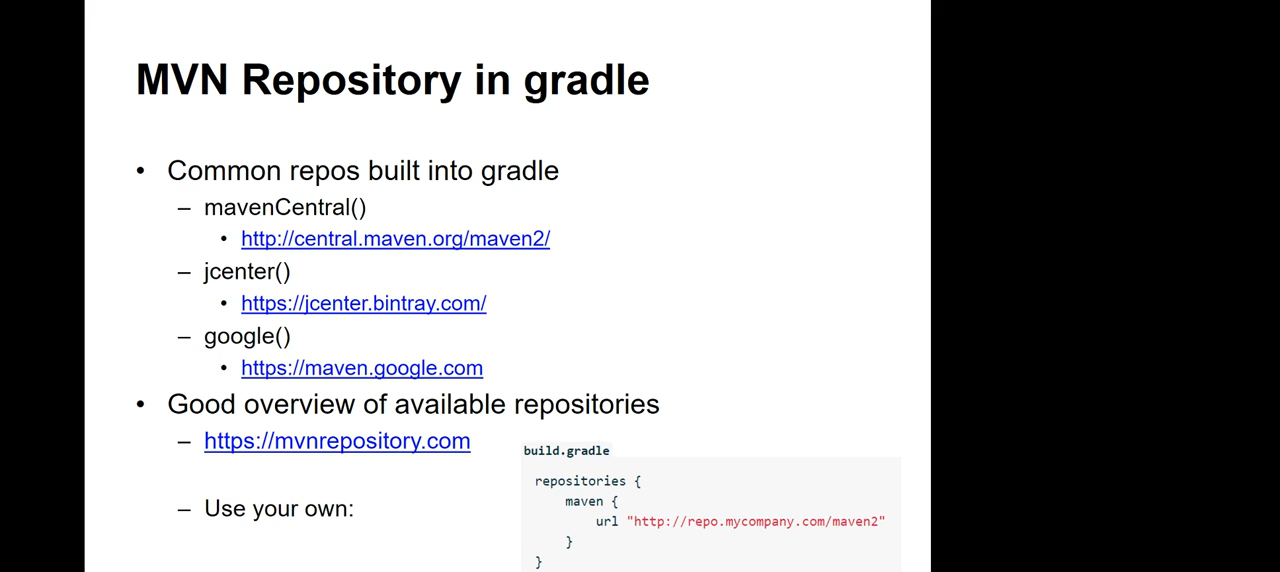 MVN Repository in gradle
• Common repos built into gradle
– mavenCentral()
• http://central.maven.org/maven2/
– jcenter()
• https://jcenter.bintray.com/
– google()
• https://maven.google.com
• Good overview of available repositories
– https://mvnrepository.com
– Use your own:
build.gradle
repositories {
maven {
url "http://repo.mycompany.com/maven2"
}
}